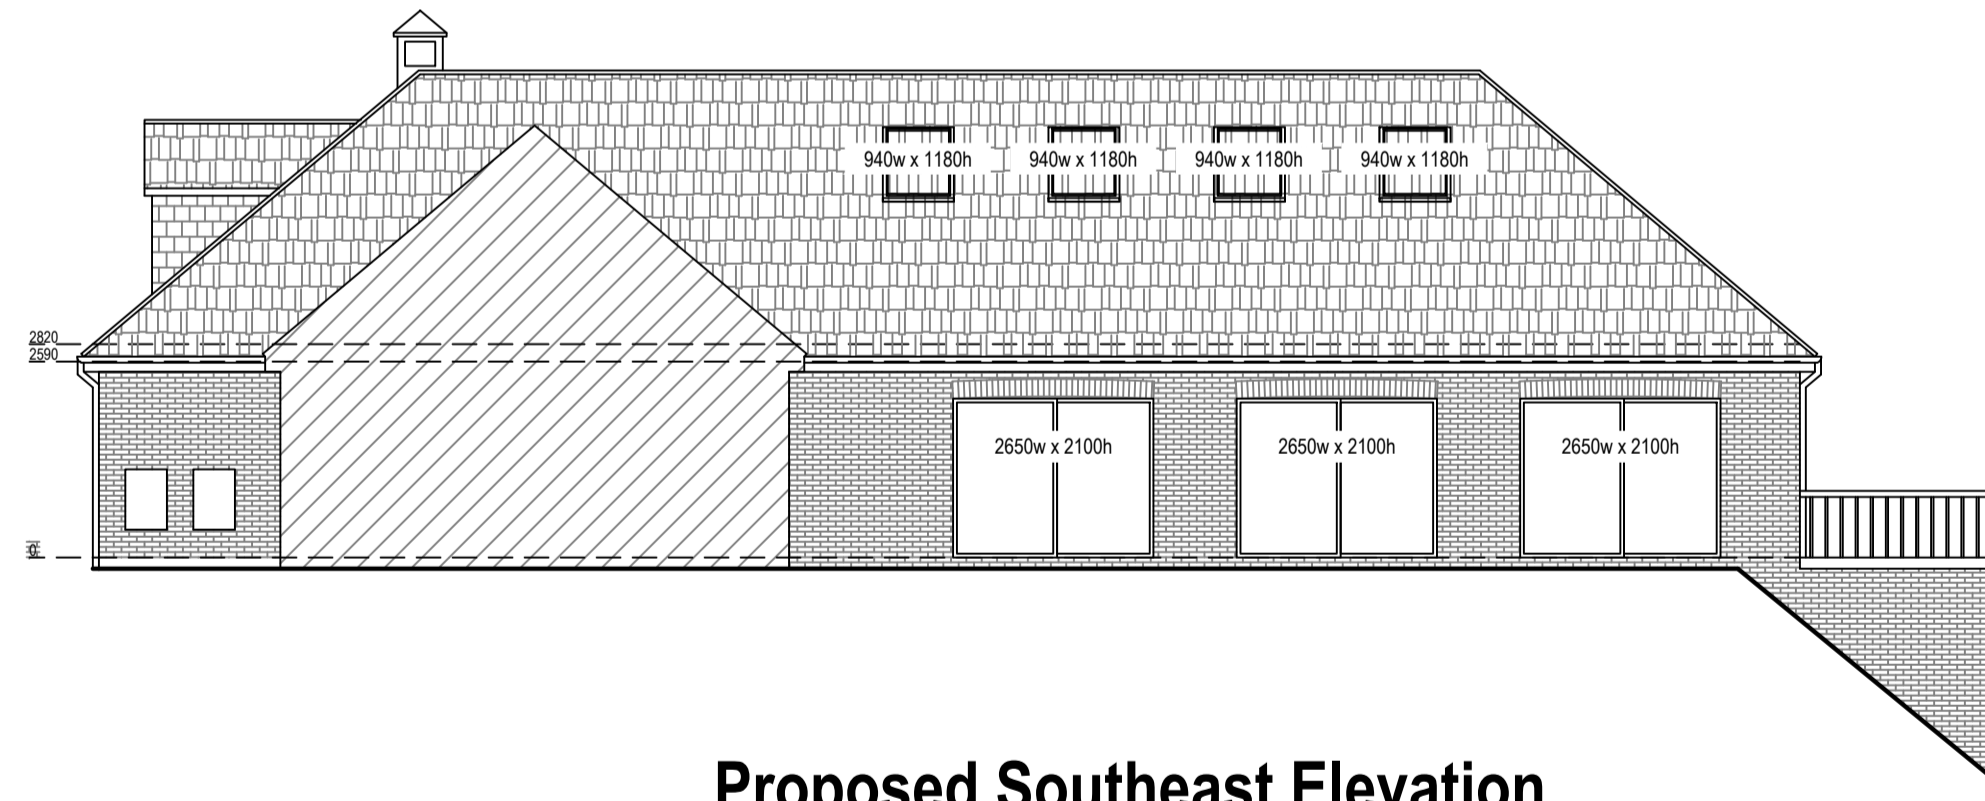 940w x 1180h 940w x 1180h 940w x 1180h 940w x 1180h
2820
2590
2650w x 2100h 2650w x 2100h 2650w x 2100h
0
Proposed Southeast Elevation